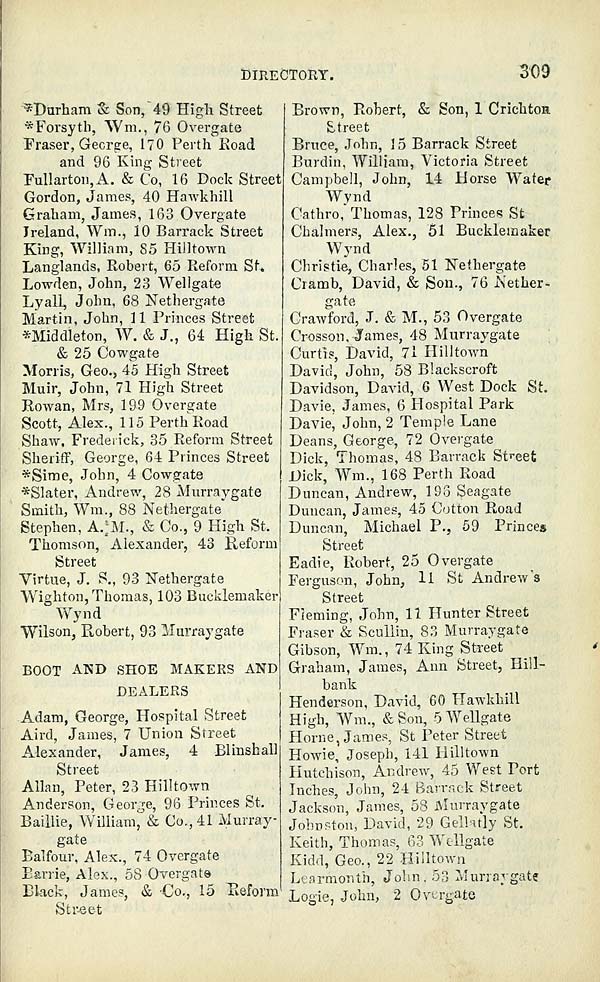 DIRECTORY. 309
*Durham & Son, 49 High Street
*Forsyth, Wm., 76 Overgate
Fraser, George, 170 Perth Road
and 96 King Street
Fullarton, A. & Co, 16 Dock Street
Gordon, James, 40 Hawkhill
Graham, James, 163 Overgate
Ireland, Wm., 10 Barrack Street
King, William, 85 Hilltown
Langlands, Robert, 65 Reform St.
Lowden, John, 23 Wellgate
Lyall, John, 68 Nethergate
Martin, John, 11 Princes Street
*Middleton, W. & J., 64 High St.
& 25 Cowgate
Morris, Geo., 45 High Street
Muir, John, 71 High Street
Rowan, Mrs, 199 Overgate
Scott, Alex., 115 Perth Road
Shaw, Frederick, 35 Reform Street
Sheriff, George, 64 Princes Street
*Sime, John, 4 Cowgate
*Slater, Andrew, 28 Murraygate
Smith, Wm., 88 Nethergate
Stephen, A. M., & Co., 9 High St.
Thomson, Alexander, 43 Reform
Street
Virtue, J. S., 93 Nethergate
Wighton, Thomas, 103 Bucklemaker
Wynd
Wilson, Robert, 93 Murraygate
BOOT AND SHOE MAKERS AND
DEALERS
Adam, George, Hospital Street
Aird, James, 7 Union Street
Alexander, James, 4 Blinshall
Street
Allan, Peter, 23 Hilltown
Anderson, George, 96 Princes St.
Baillie, William, & Co., 41 Murray-
gate
Balfour, Alex., 74 Overgate
Barrie, Alex., 58 Overgate
Black, James, & Co., 15 Reform
Street
Brown, Robert, & Son, 1 Crichton
Street
Bruce, John, 15 Barrack Street
Burdin, William, Victoria Street
Campbell, John, 14 Horse Water
Wynd
Cathro, Thomas, 128 Princes St
Chalmers, Alex., 51 Bucklemaker
Wynd
Christie, Charles, 51 Nethergate
Cramb, David, & Son., 76 Nether-
gate
Crawford, J. & M., 53 Overgate
Crosson, James, 48 Murraygate
Curtis, David, 71 Hilltown
David, John, 58 Blackscroft
Davidson, David, 6 West Dock St.
Davie, James, 6 Hospital Park
Davie, John, 2 Temple Lane
Deans, George, 72 Overgate
Dick, Thomas, 48 Barrack Street
Dick, Wm., 168 Perth Road
Duncan, Andrew, 193 Seagate
Duncan, James, 45 Cotton Road
Duncan, Michael P., 59 Princes
Street
Eadie, Robert, 25 Overgate
Ferguson, John, 11 St Andrew's
Street
Fleming, John, 11 Hunter Street
Fraser & Scullin, 83 Murraygate
Gibson, Wm., 74 King Street
Graham, James, Ann Street, Hill-
bank
Henderson, David, 60 Hawkhill
High, Wm., & Son, 5 Wellgate
Horne, James, St Peter Street
Howie, Joseph, 141 Hilltown
Hutchison, Andrew, 45 West Port
Inches, John, 24 Barrack Street
Jackson, James, 58 Murraygate
Johnston, David, 29 Gellatly St.
Keith, Thomas, 63 Wellgate
Kidd, Geo., 22 Hilltown
Learmonth, John, 53 Murraygate
Logie, John, 2 Overgate